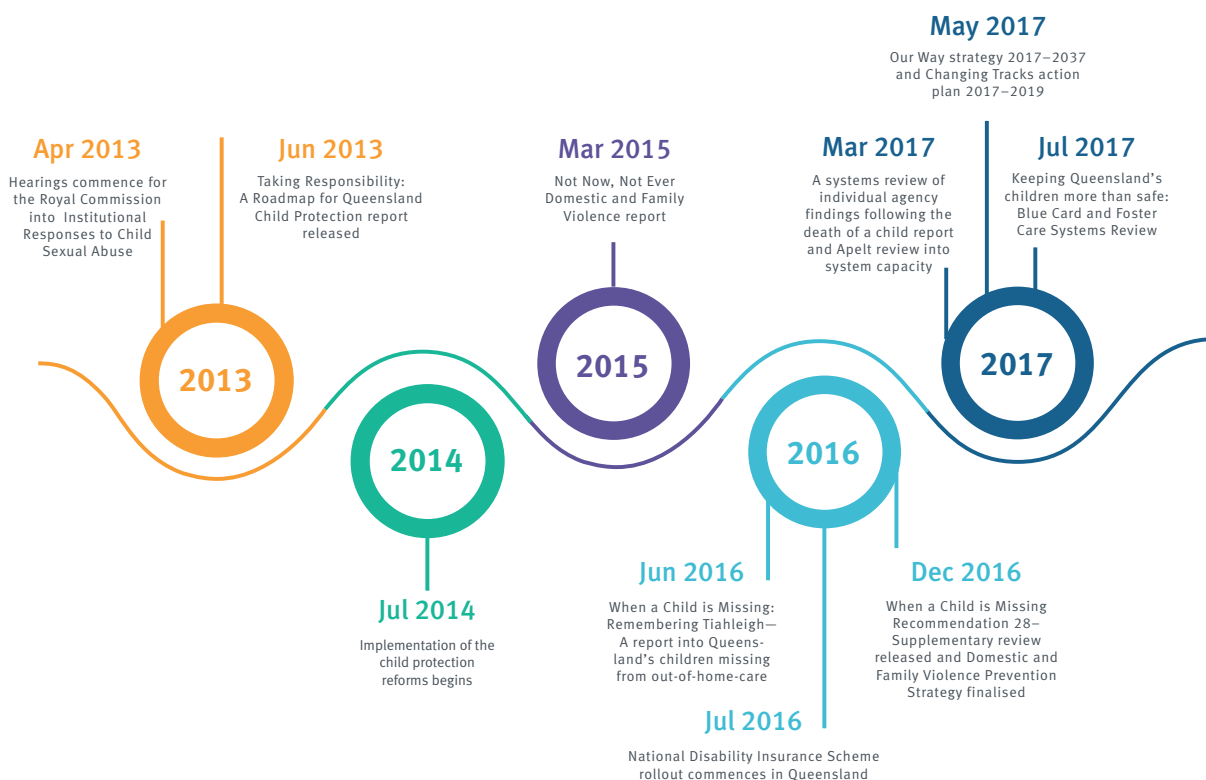 May 2017
Our Way strategy 2017–2037
and Changing Tracks action
plan 2017–2019
Apr 2013
Hearings commence for
the Royal Commission
into Institutional
Responses to Child
Sexual Abuse
Jun 2013
Taking Responsibility:
A Roadmap for Queensland
Child Protection report
released
Mar 2015
Not Now, Not Ever
Domestic and Family
Violence report
Mar 2017
A systems review of
individual agency
findings following the
death of a child report
and Apelt review into
system capacity
Jul 2017
Keeping Queensland’s
children more than safe:
Blue Card and Foster
Care Systems Review
2013
2014
2015
2016
2017
Jul 2014
Implementation of the
child protection
reforms begins
Jun 2016
When a Child is Missing:
Remembering Tiahleigh—
A report into Queens-
land’s children missing
from out-of-home-care
Dec 2016
When a Child is Missing
Recommendation 28–
Supplementary review
released and Domestic and
Family Violence Prevention
Strategy finalised
Jul 2016
National Disability Insurance Scheme
rollout commences in Queensland